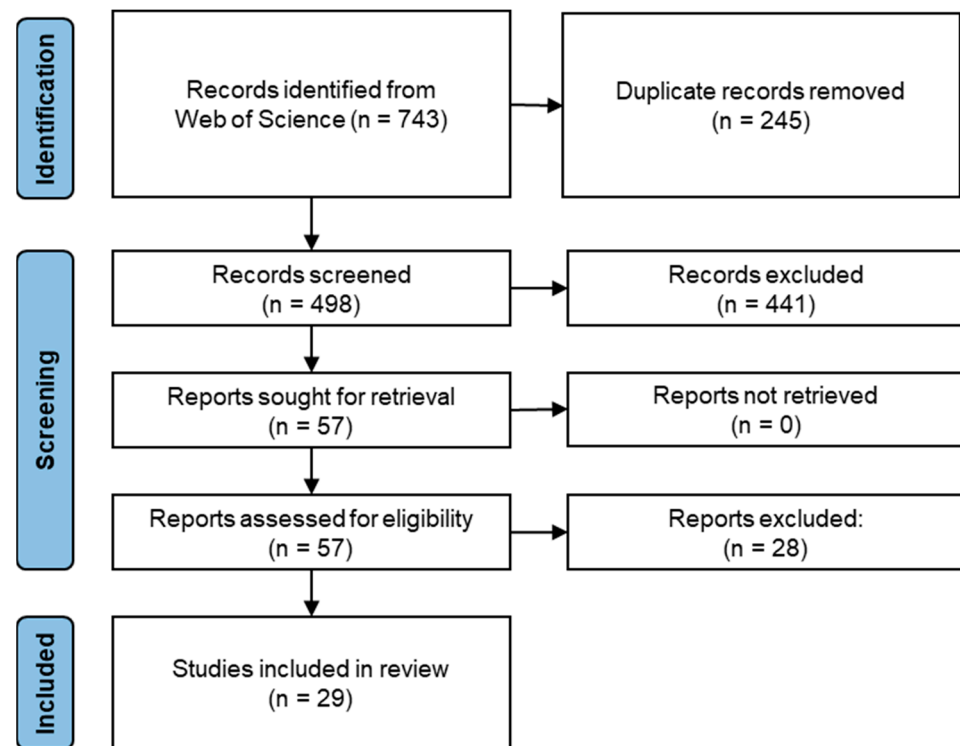 Identification
Records identified from
Web of Science (n = 743)
Duplicate records removed
(n = 245)
Screening
Records screened
(n = 498)
Records excluded
(n = 441)
Reports sought for retrieval
(n = 57)
Reports not retrieved
(n = 0)
Reports assessed for eligibility
(n = 57)
Reports excluded:
(n = 28)
Included
Studies included in review
(n = 29)